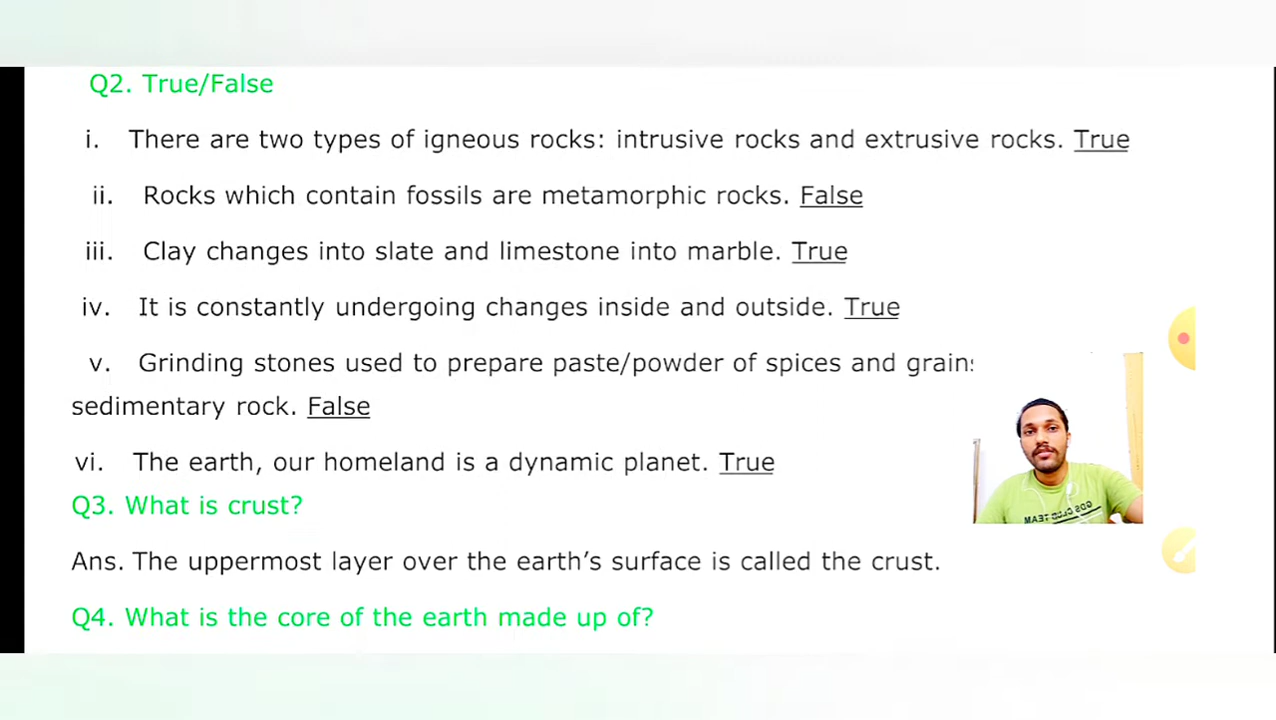 Q2. True/False
i. There are two types of igneous rocks: intrusive rocks and extrusive rocks. True
ii. Rocks which contain fossils are metamorphic rocks. False
iii. Clay changes into slate and limestone into marble. True
iv. It is constantly undergoing changes inside and outside. True
v. Grinding stones used to prepare paste/powder of spices and grains
sedimentary rock. False
vi. The earth, our homeland is a dynamic planet. True
Q3. What is crust?
Ans. The uppermost layer over the earth's surface is called the crust.
Q4. What is the core of the earth made up of?